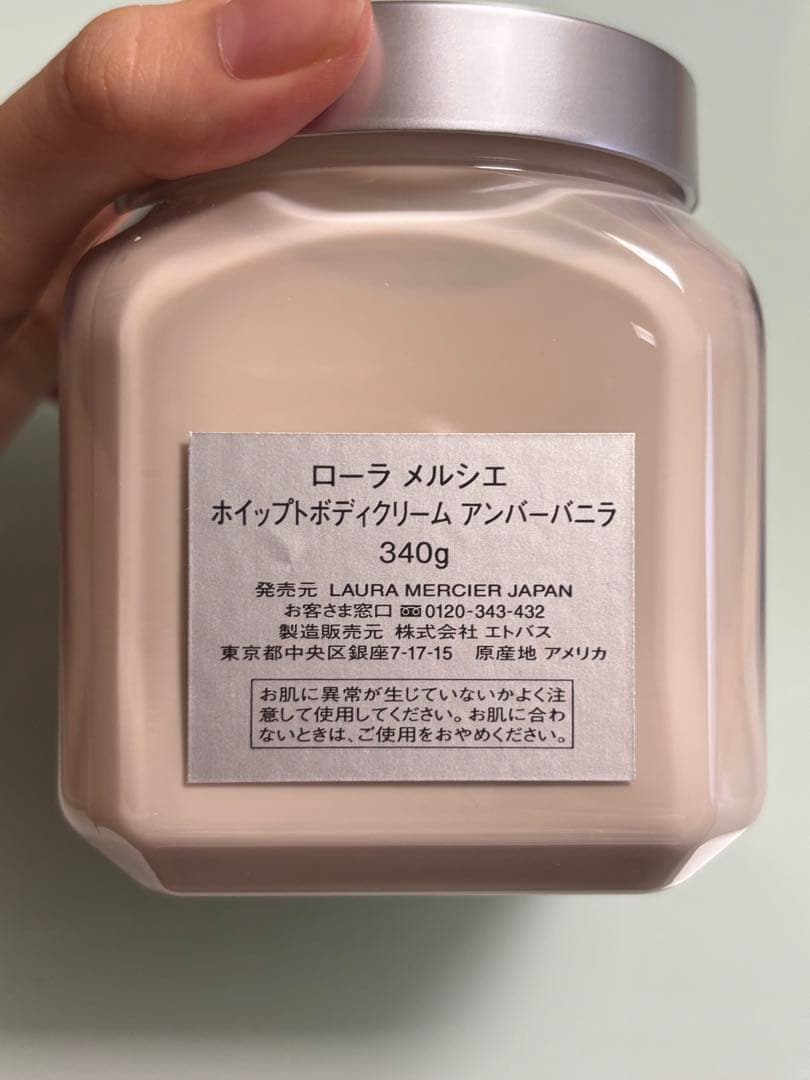 ローラ メルシエ
ホイップトボディクリーム アンバーバニラ
340g
発売元 LAURA MERCIER JAPAN
お客さま窓口 0120-343-432
製造販売元 株式会社 エトバス
東京都中央区銀座7-17-15 原産地 アメリカ
お肌に異常が生じていないかよく注
意して使用してください。お肌に合わ
ないときは、ご使用をおやめください。